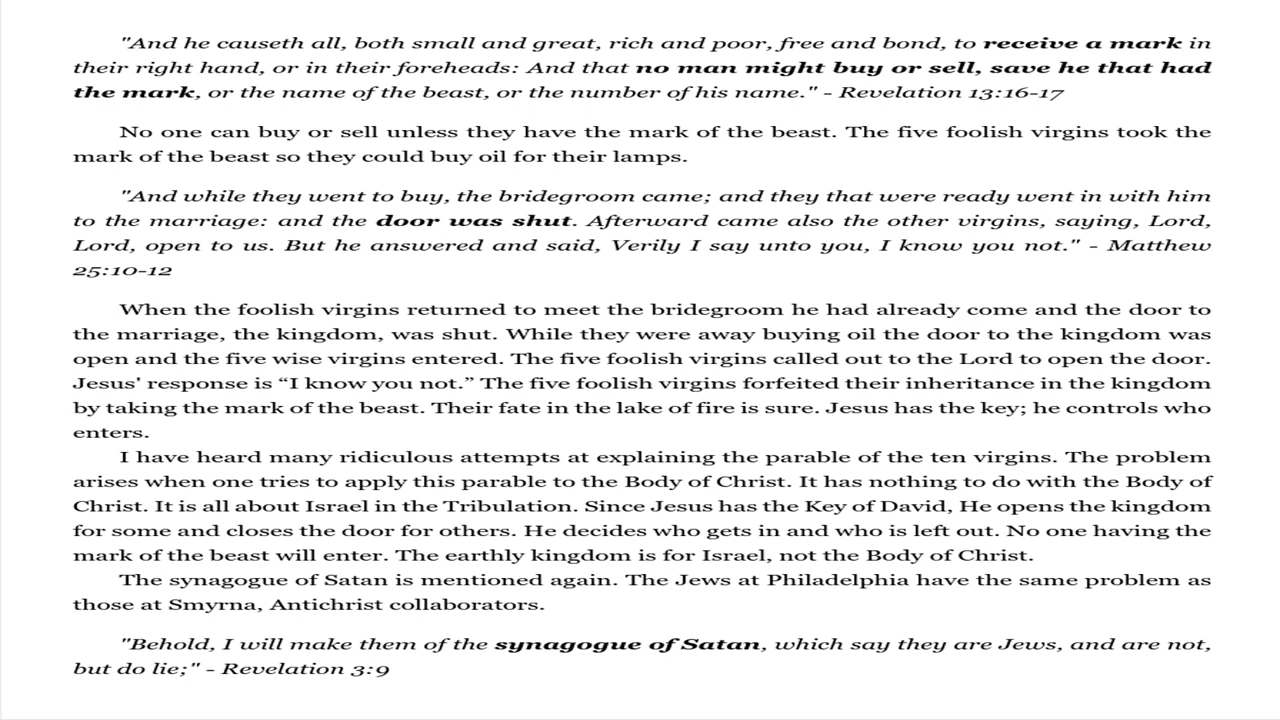 "And he causeth all, both small and great, rich and poor, free and bond, to receive a mark in
their right hand, or in their foreheads: And that no man might buy or sell, save he that had
the mark, or the name of the beast, or the number of his name." - Revelation 13:16-17
No one can buy or sell unless they have the mark of the beast. The five foolish virgins took the
mark of the beast so they could buy oil for their lamps.
"And while they went to buy, the bridegroom came; and they that were ready went in with him
to the marriage: and the door was shut. Afterward came also the other virgins, saying, Lord,
Lord, open to us. But he answered and said, Verily I say unto you, I know you not." - Matthew
25:10-12
When the foolish virgins returned to meet the bridegroom he had already come and the door to
the marriage, the kingdom, was shut. While they were away buying oil the door to the kingdom was
open and the five wise virgins entered. The five foolish virgins called out to the Lord to open the door.
Jesus' response is “I know you not.” The five foolish virgins forfeited their inheritance in the kingdom
by taking the mark of the beast. Their fate in the lake of fire is sure. Jesus has the key; he controls who
enters.
I have heard many ridiculous attempts at explaining the parable of the ten virgins. The problem
arises when one tries to apply this parable to the Body of Christ. It has nothing to do with the Body of
Christ. It is all about Israel in the Tribulation. Since Jesus has the Key of David, He opens the kingdom
for some and closes the door for others. He decides who gets in and who is left out. No one having the
mark of the beast will enter. The earthly kingdom is for Israel, not the Body of Christ.
The synagogue of Satan is mentioned again. The Jews at Philadelphia have the same problem as
those at Smyrna, Antichrist collaborators.
"Behold, I will make them of the synagogue of Satan, which say they are Jews, and are not,
but do lie;" - Revelation 3:9